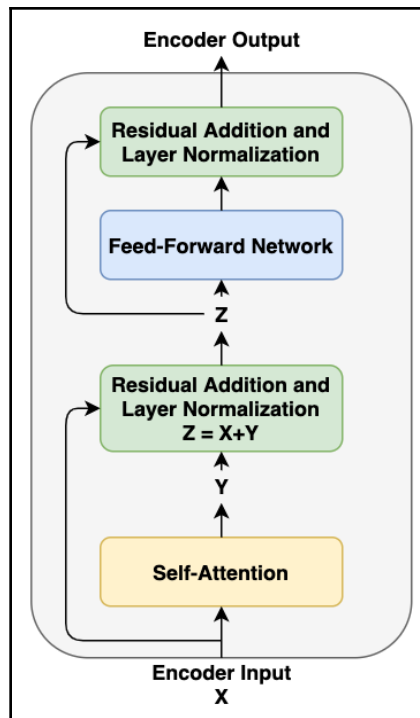 Encoder Output
Residual Addition and
Layer Normalization
Feed-Forward Network
Z
Residual Addition and
Layer Normalization
Z = X+Y
Y
Self-Attention
Encoder Input
X